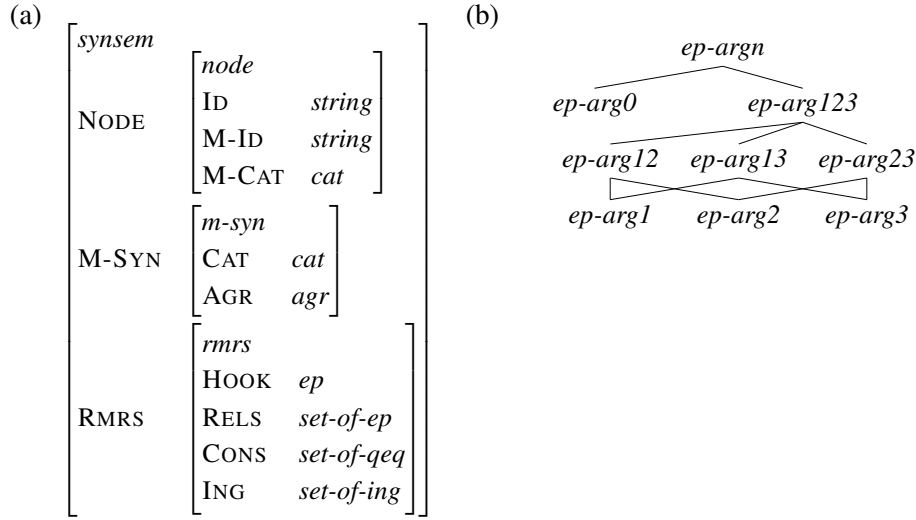 (a)
synsem
NODE
node
ID string
M-ID string
M-CAT cat
M-SYN
m-syn
CAT cat
AGR agr
RMRS
rmrs
HOOK ep
RELS set-of-ep
CONS set-of-qeq
ING set-of-ing
(b)
ep-argn
ep-arg0 ep-arg123
ep-arg12 ep-arg13 ep-arg23
ep-arg1 ep-arg2 ep-arg3